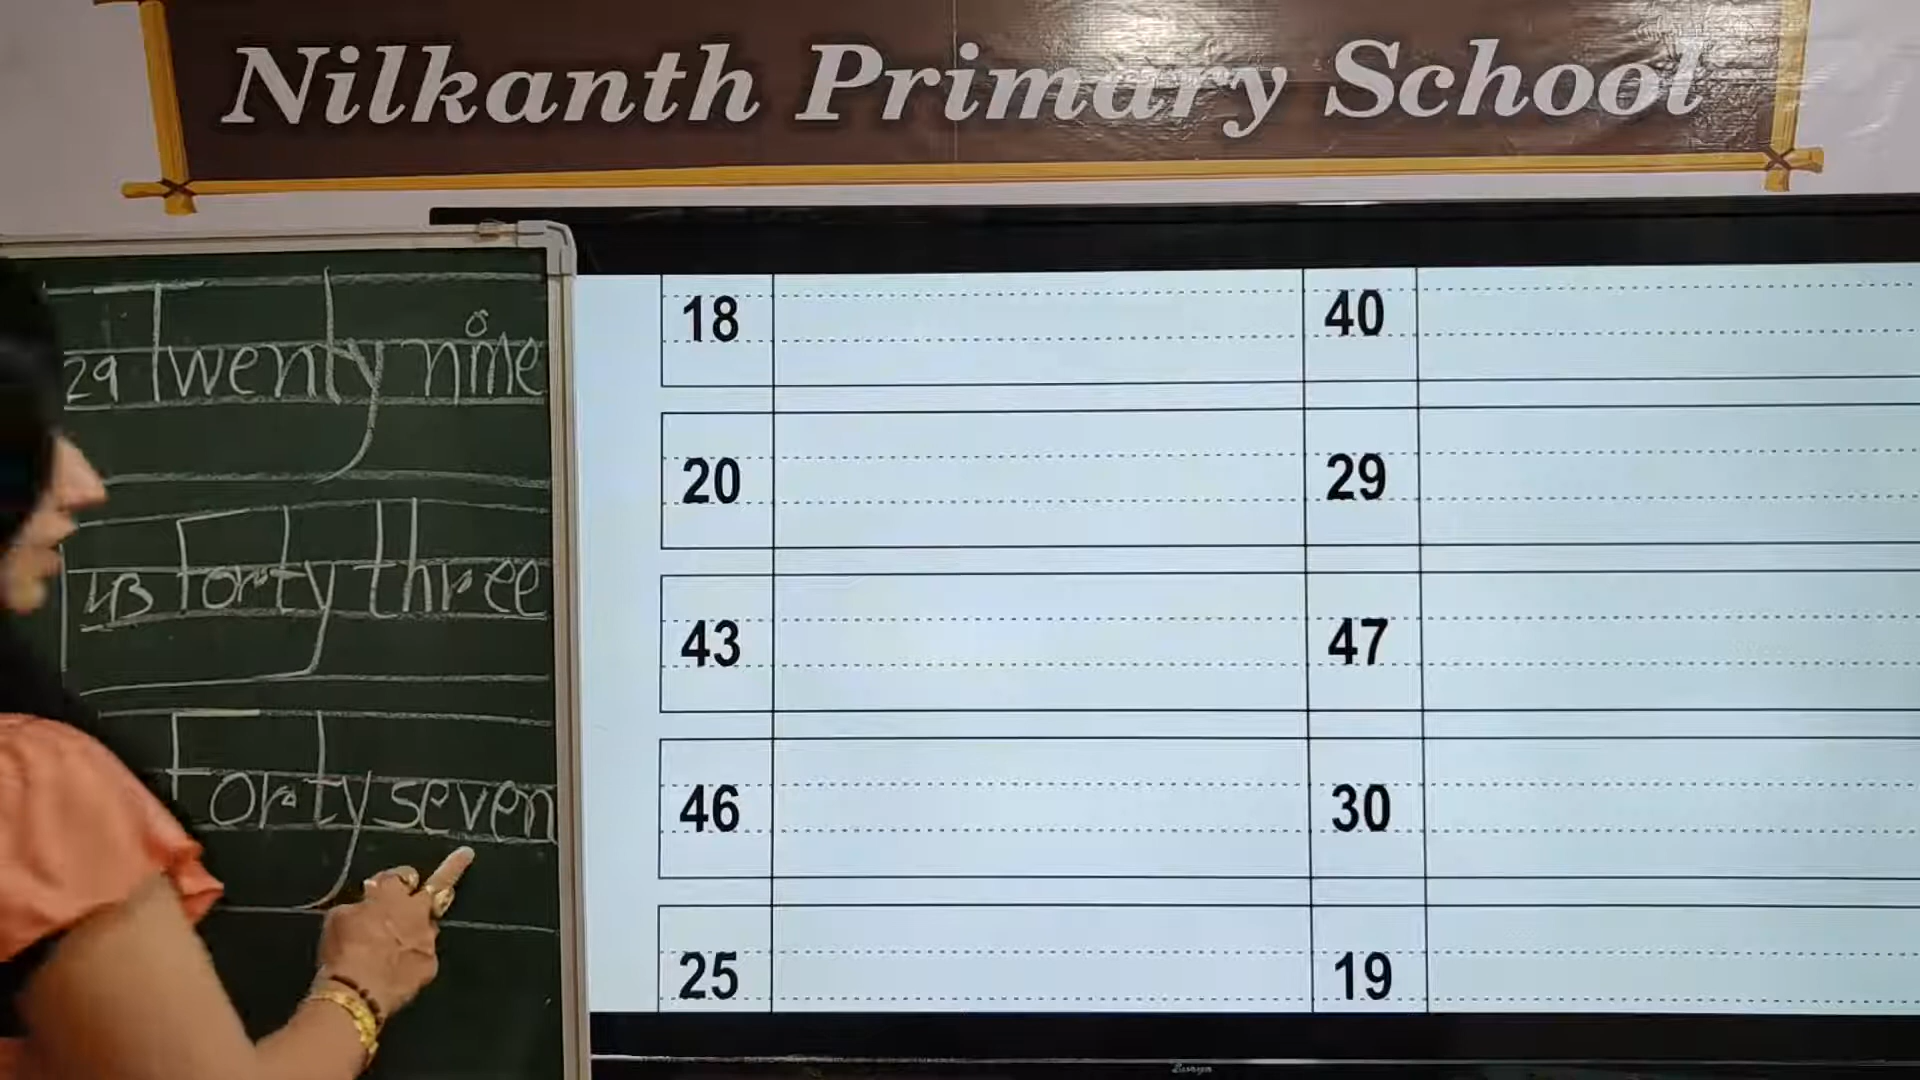 Nilkanth Primary School
29 Twenty nine
43 Forty three
Forty seven
18 40
20 29
43 47
46 30
25 19